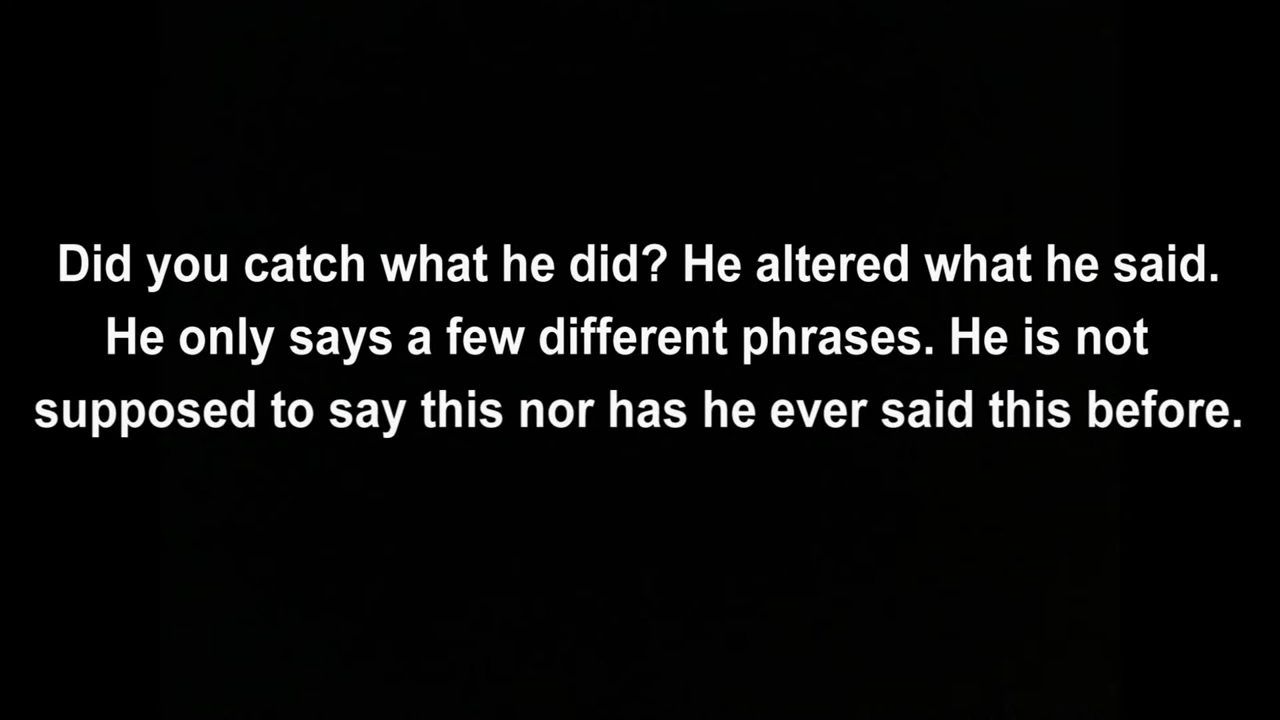 Did you catch what he did? He altered what he said.
He only says a few different phrases. He is not
supposed to say this nor has he ever said this before.